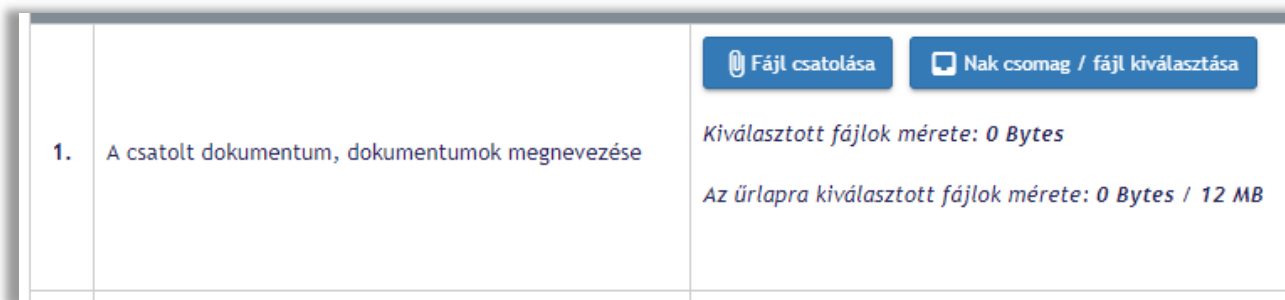 Fájl csatolása
Nak csomag / fájl kiválasztása
1.
A csatolt dokumentum, dokumentumok megnevezése
Kiválasztott fájlok mérete: 0 Bytes
Az űrlapra kiválasztott fájlok mérete: 0 Bytes / 12 MB